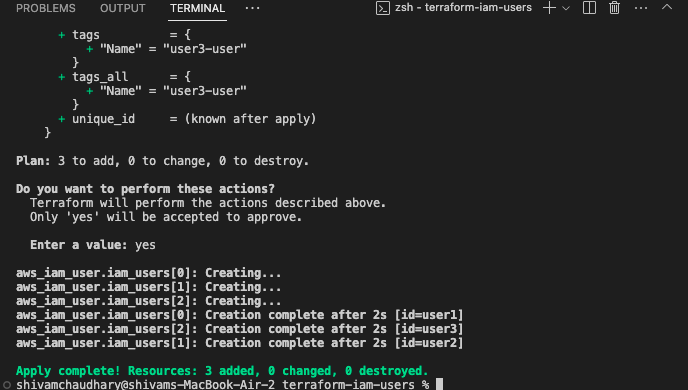 PROBLEMS OUTPUT TERMINAL ··· zsh - terraform-iam-users
+ tags = {
+ "Name" = "user3-user"
}
+ tags_all = {
+ "Name" = "user3-user"
}
+ unique_id = (known after apply)
}
Plan: 3 to add, 0 to change, 0 to destroy.
Do you want to perform these actions?
Terraform will perform the actions described above.
Only 'yes' will be accepted to approve.
Enter a value: yes
aws_iam_user.iam_users[0]: Creating...
aws_iam_user.iam_users[1]: Creating...
aws_iam_user.iam_users[2]: Creating...
aws_iam_user.iam_users[0]: Creation complete after 2s [id=user1]
aws_iam_user.iam_users[2]: Creation complete after 2s [id=user3]
aws_iam_user.iam_users[1]: Creation complete after 2s [id=user2]
Apply complete! Resources: 3 added, 0 changed, 0 destroyed.
shivamchaudhary@shivams-MacBook-Air-2 terraform-iam-users %